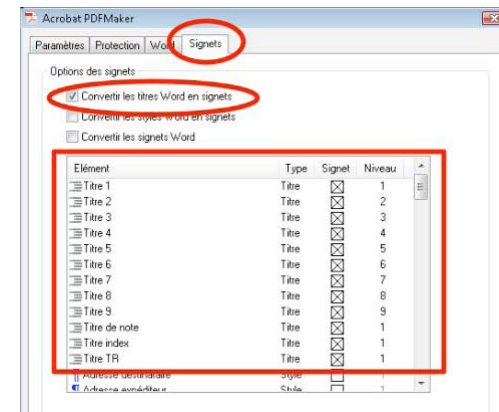 Acrobat PDFMaker
Paramètres Protection Word Signets
Options des signets
Convertir les titres Word en signets
Convertir les styles Word en signets
Convertir les signets Word
Elément Type Signet Niveau
Titre 1 Titre 1
Titre 2 Titre 2
Titre 3 Titre 3
Titre 4 Titre 4
Titre 5 Titre 5
Titre 6 Titre 6
Titre 7 Titre 7
Titre 8 Titre 8
Titre 9 Titre 9
Titre de note Titre 1
Titre index Titre 1
Titre TR Titre 1
Adresse destinataire Style 1
Adresse expéditeur Style 1